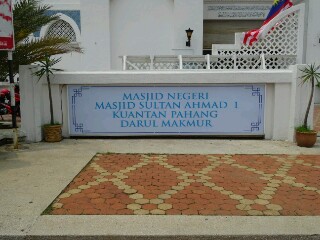 MASJID NEGERI
MASJID SULTAN AHMAD 1
KUANTAN PAHANG
DARUL MAKMUR